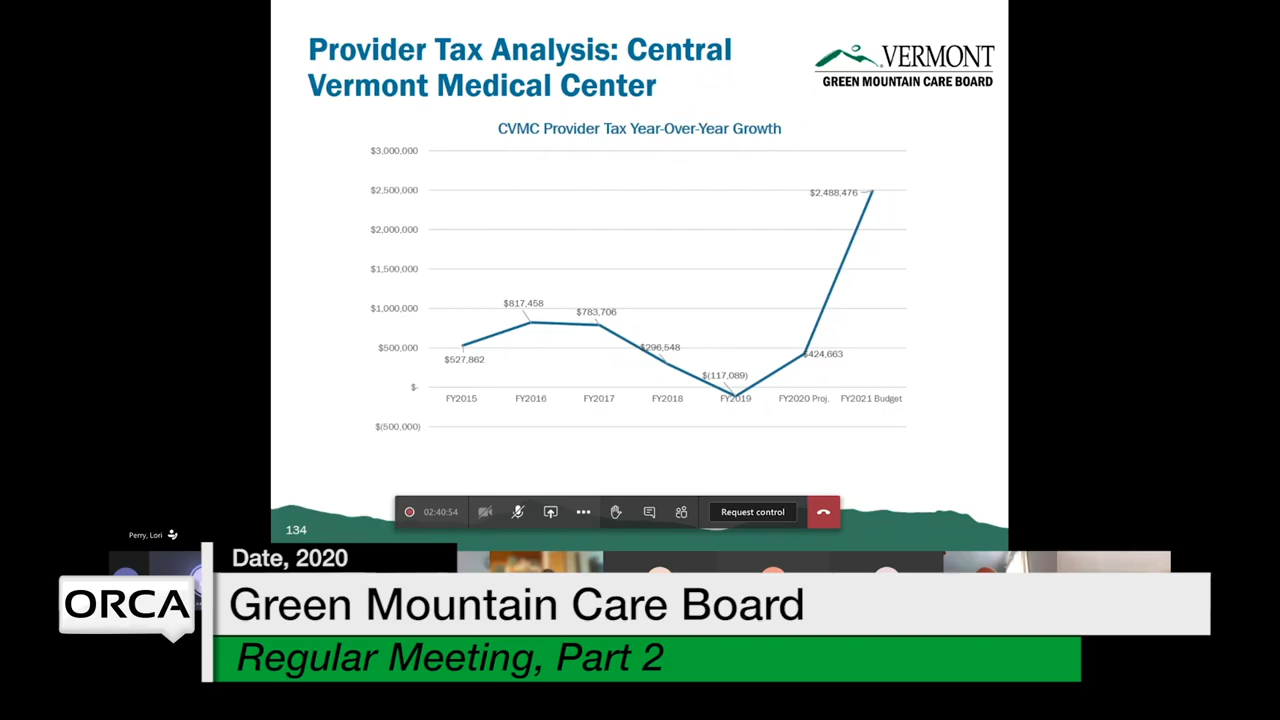 Provider Tax Analysis: Central
Vermont Medical Center
VERMONT
GREEN MOUNTAIN CARE BOARD
CVMC Provider Tax Year-Over-Year Growth
$3,000,000
$2,500,000
$2,000,000
$1,500,000
$1,000,000
$500,000
$-
$(500,000)
$527,862
$817,458
$783,706
$296,548
$(117,089)
$424,663
$2,488,476
FY2015
FY2016
FY2017
FY2018
FY2019
FY2020 Proj.
FY2021 Budget
02:40:54
Request control
134
Perry, Lori
Date, 2020
ORCA
Green Mountain Care Board
Regular Meeting, Part 2